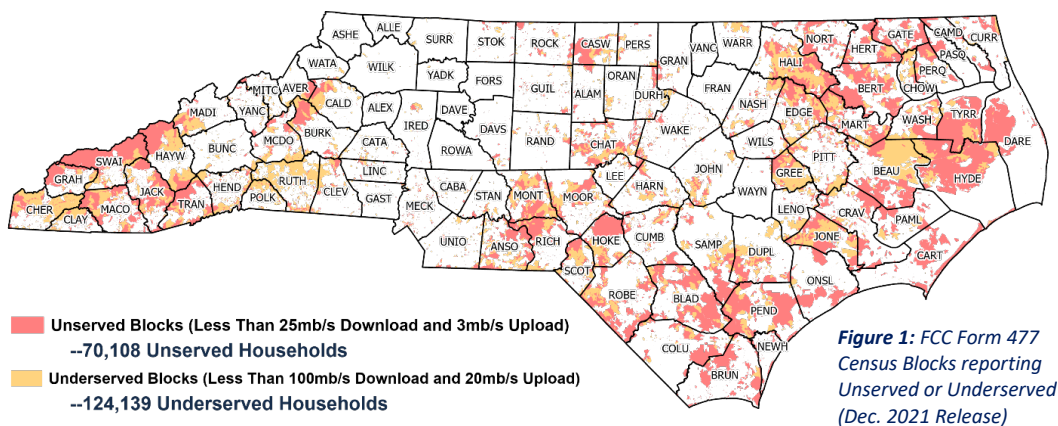 ASHE ALLE SURR STOK ROCK CASW PERS GRAN VANC WARR NORT HERT GATE CAMD CURR
WATA WILK YADK FORS GUIL ALAM ORAN DURH FRAN HALI BERT CHOW PERQ PASQ
MITC AVER CALD ALEX IRED DAVE DAVS RAND CHAT WAKE NASH EDGE MART WASH TYRR DARE
MADI YANC BURK CATA ROWA WILS PITT BEAU HYDE
SWAI HAYW BUNC MCDO LINC LEE JOHN GREE
GRAH JACK HEND RUTH CLEV GAST CABA STAN MONT MOOR HARN WAYN LENO CRAV PAML
CHER CLAY MACO TRAN POLK MECK UNIO ANSO RICH HOKE CUMB SAMP DUPL JONE CART
SCOT ROBE BLAD PEND ONSL
COLU BRUN NEWH
Unserved Blocks (Less Than 25mb/s Download and 3mb/s Upload)
--70,108 Unserved Households
Underserved Blocks (Less Than 100mb/s Download and 20mb/s Upload)
--124,139 Underserved Households
Figure 1: FCC Form 477
Census Blocks reporting
Unserved or Underserved
(Dec. 2021 Release)